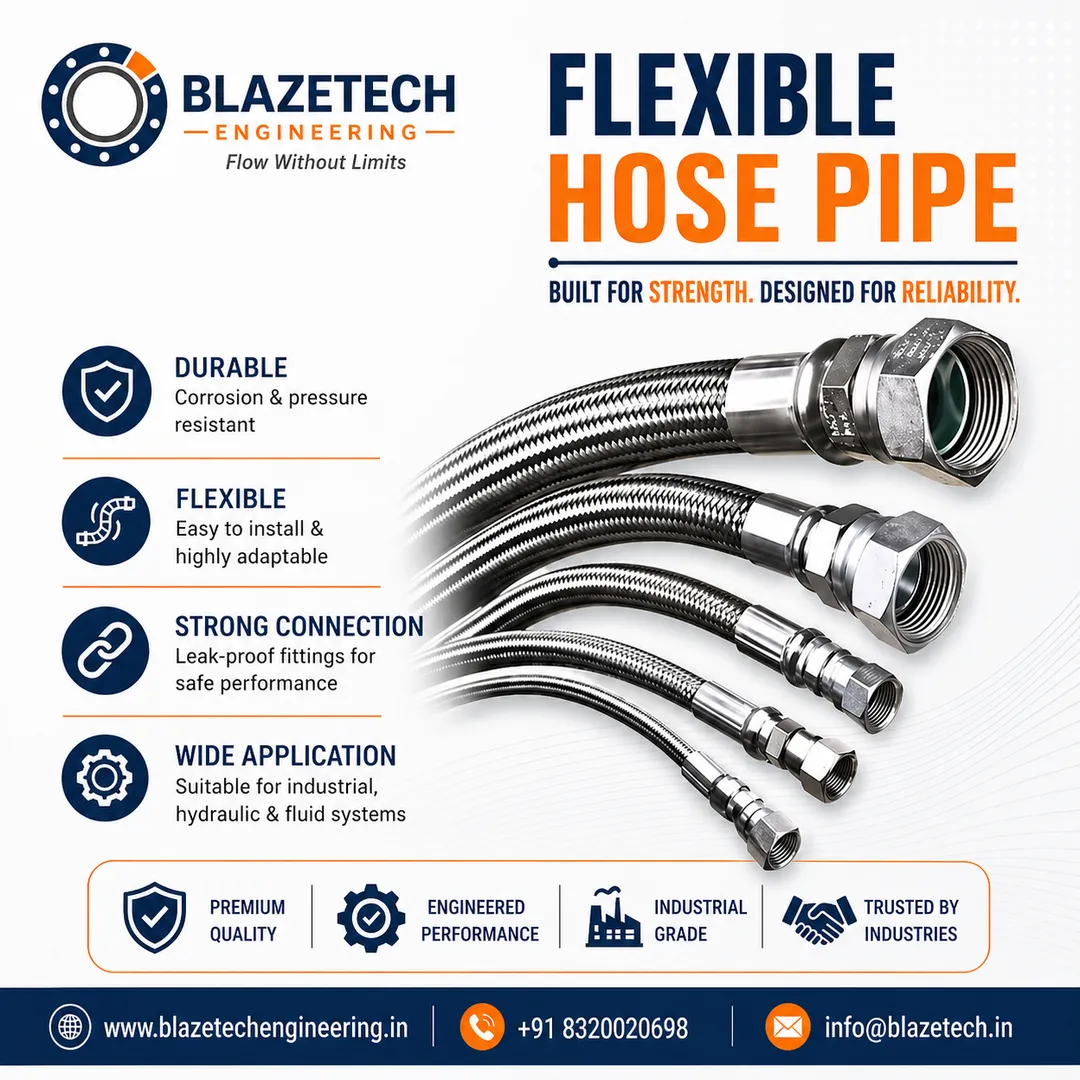 BLAZETECH
ENGINEERING
Flow Without Limits
FLEXIBLE
HOSE PIPE
BUILT FOR STRENGTH. DESIGNED FOR RELIABILITY.
DURABLE
Corrosion & pressure
resistant
FLEXIBLE
Easy to install &
highly adaptable
STRONG CONNECTION
Leak-proof fittings for
safe performance
WIDE APPLICATION
Suitable for industrial,
hydraulic & fluid systems
PREMIUM
QUALITY
ENGINEERED
PERFORMANCE
INDUSTRIAL
GRADE
TRUSTED BY
INDUSTRIES
www.blazetechengineering.in
+91 8320020698
info@blazetech.in